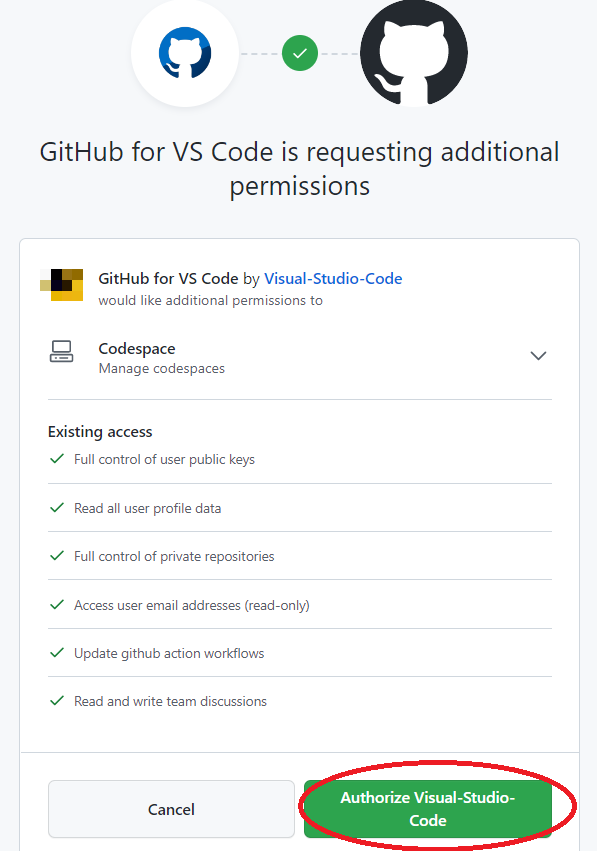 GitHub for VS Code is requesting additional
permissions
GitHub for VS Code by Visual-Studio-Code
would like additional permissions to
Codespace
Manage codespaces
Existing access
Full control of user public keys
Read all user profile data
Full control of private repositories
Access user email addresses (read-only)
Update github action workflows
Read and write team discussions
Cancel
Authorize Visual-Studio-
Code